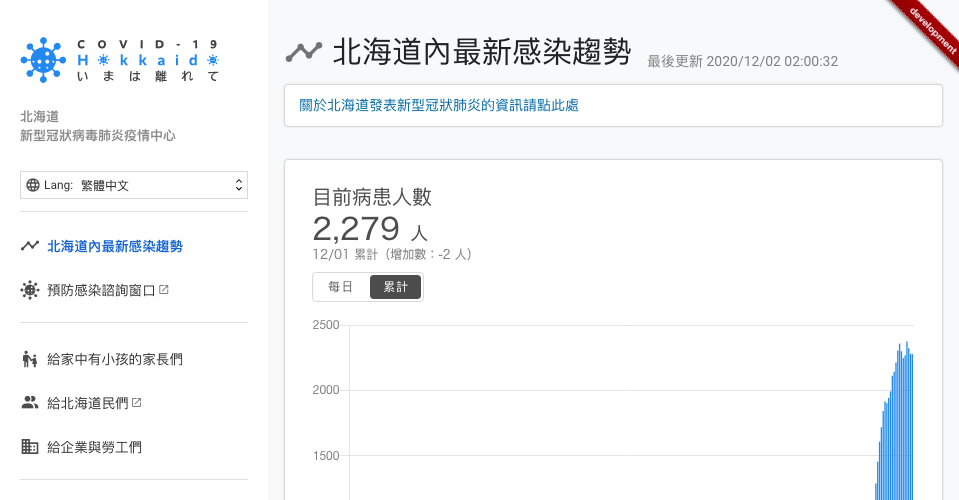 COVID-19
Hokkaido
いまは離れて
北海道
新型冠狀病毒肺炎疫情中心
Lang: 繁體中文
北海道內最新感染趨勢
預防感染諮詢窗口
給家中有小孩的家長們
給北海道民們
給企業與勞工們
development
北海道內最新感染趨勢
最後更新 2020/12/02 02:00:32
關於北海道發表新型冠狀肺炎的資訊請點此處
目前病患人數
2,279 人
12/01 累計（增加數：-2 人）
每日 累計
2500
2000
1500